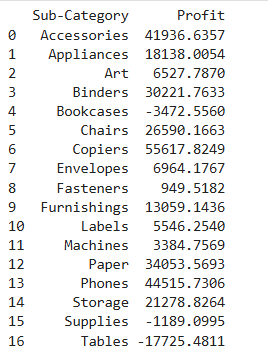 Sub-Category Profit
0 Accessories 41936.6357
1 Appliances 18138.0054
2 Art 6527.7870
3 Binders 30221.7633
4 Bookcases -3472.5560
5 Chairs 26590.1663
6 Copiers 55617.8249
7 Envelopes 6964.1767
8 Fasteners 949.5182
9 Furnishings 13059.1436
10 Labels 5546.2540
11 Machines 3384.7569
12 Paper 34053.5693
13 Phones 44515.7306
14 Storage 21278.8264
15 Supplies -1189.0995
16 Tables -17725.4811